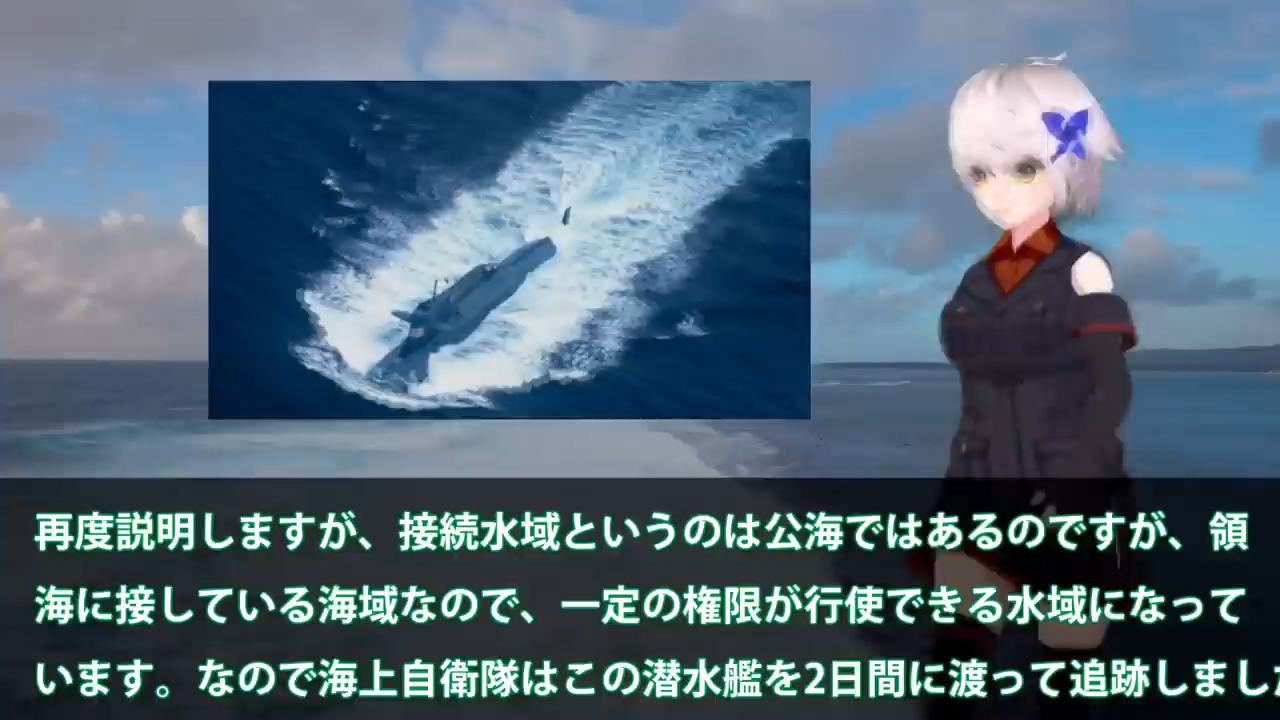 再度説明しますが、接続水域というのは公海ではあるのですが、領
海に接している海域なので、一定の権限が行使できる水域になって
います。なので海上自衛隊はこの潜水艦を2日間に渡って追跡しまし